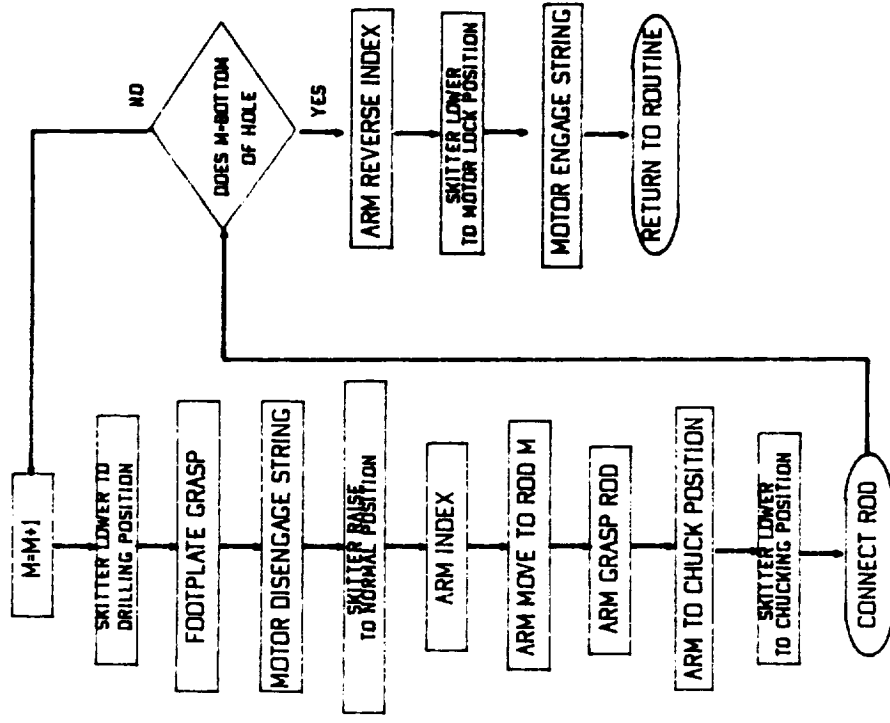 M=M+1
SKITTER LOWER TO
DRILLING POSITION
FOOTPLATE GRASP
MOTOR DISENGAGE STRING
SKITTER RAISE
TO NORMAL POSITION
ARM INDEX
ARM MOVE TO ROD M
ARM GRASP ROD
ARM TO CHUCK POSITION
SKITTER LOWER
TO CHUCKING POSITION
CONNECT ROD
NO
DOES M=BOTTOM
OF HOLE
YES
ARM REVERSE INDEX
SKITTER LOWER
TO MOTOR LOCK POSITION
MOTOR ENGAGE STRING
RETURN TO ROUTINE